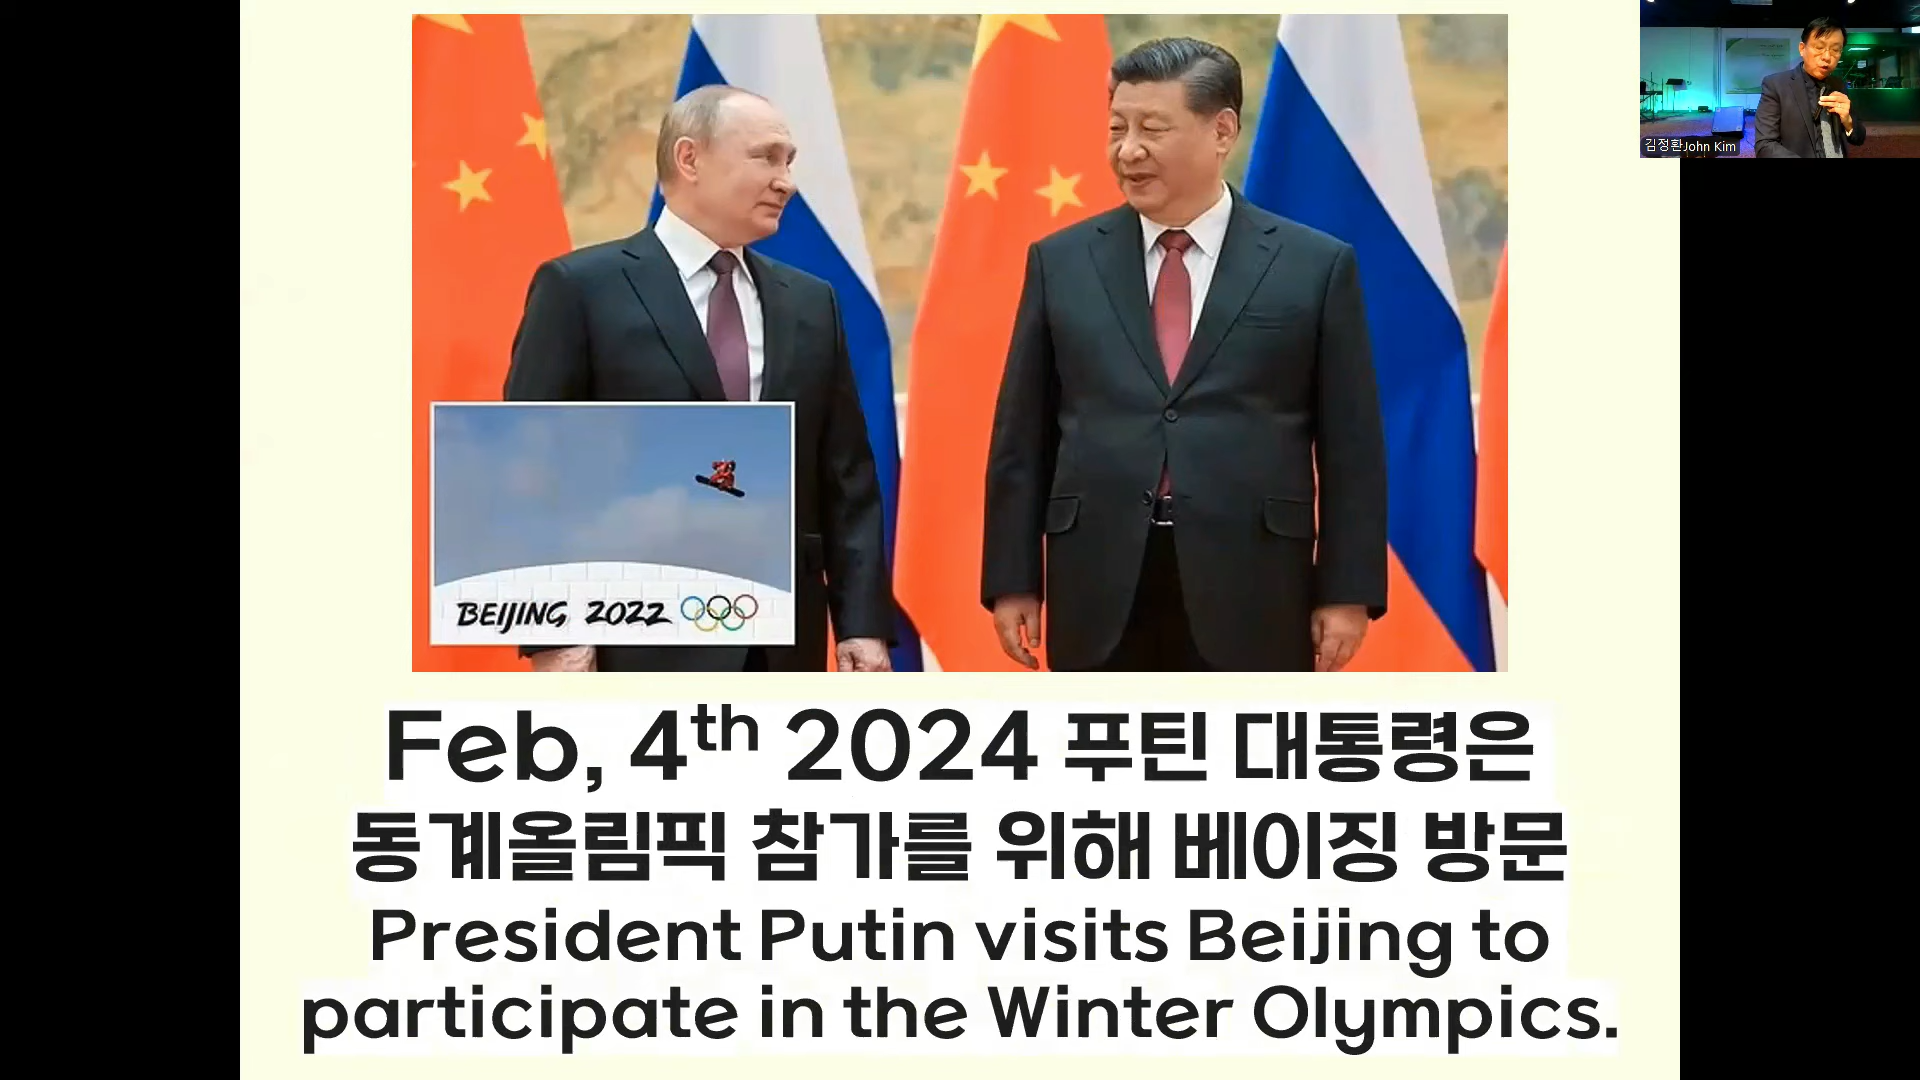 김정환John Kim
BEIJING 2022
Feb, 4th 2024 푸틴 대통령은
동계올림픽 참가를 위해 베이징 방문
President Putin visits Beijing to
participate in the Winter Olympics.